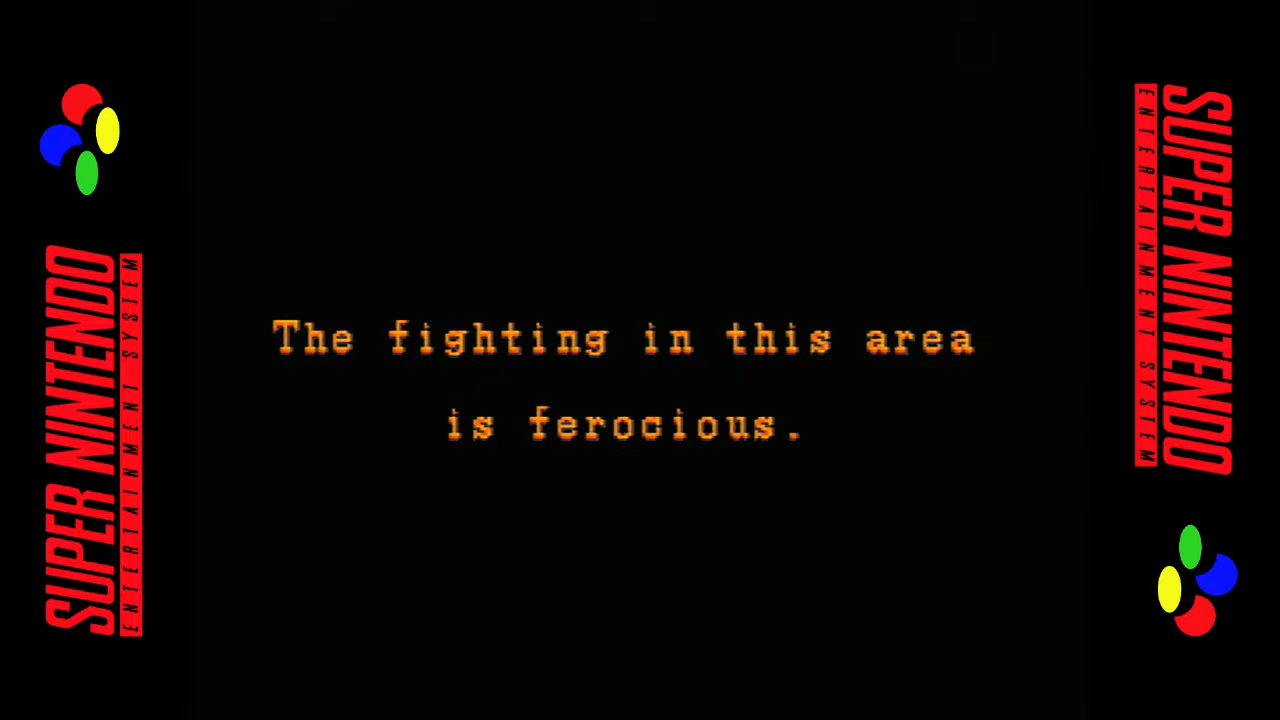 SUPER NINTENDO
ENTERTAINMENT SYSTEM
The fighting in this area
is ferocious.
SUPER NINTENDO
ENTERTAINMENT SYSTEM